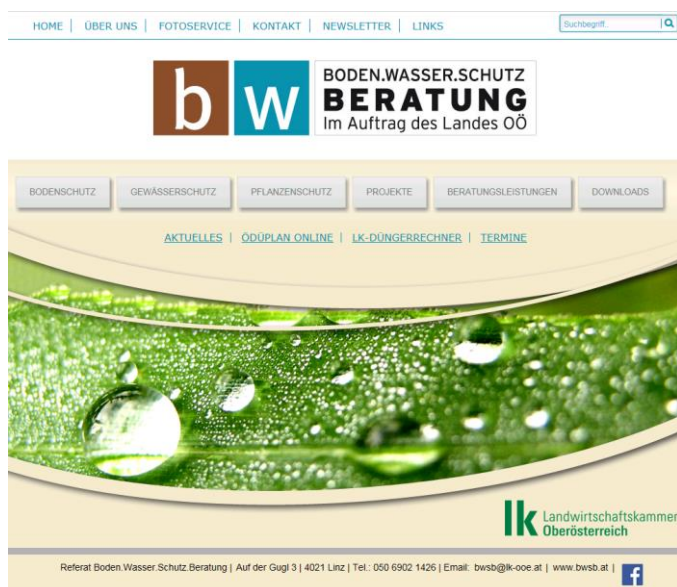 HOME | ÜBER UNS | FOTOSERVICE | KONTAKT | NEWSLETTER | LINKS
Suchbegriff..
bw
BODEN.WASSER.SCHUTZ
BERATUNG
Im Auftrag des Landes OÖ
BODENSCHUTZ GEWÄSSERSCHUTZ PFLANZENSCHUTZ PROJEKTE BERATUNGSLEISTUNGEN DOWNLOADS
AKTUELLES | ÖDÜPLAN ONLINE | LK-DÜNGERRECHNER | TERMINE
lk Landwirtschaftskammer
Oberösterreich
Referat Boden.Wasser.Schutz.Beratung | Auf der Gugl 3 | 4021 Linz | Tel.: 050 6902 1426 | Email: bwsb@lk-ooe.at | www.bwsb.at | f